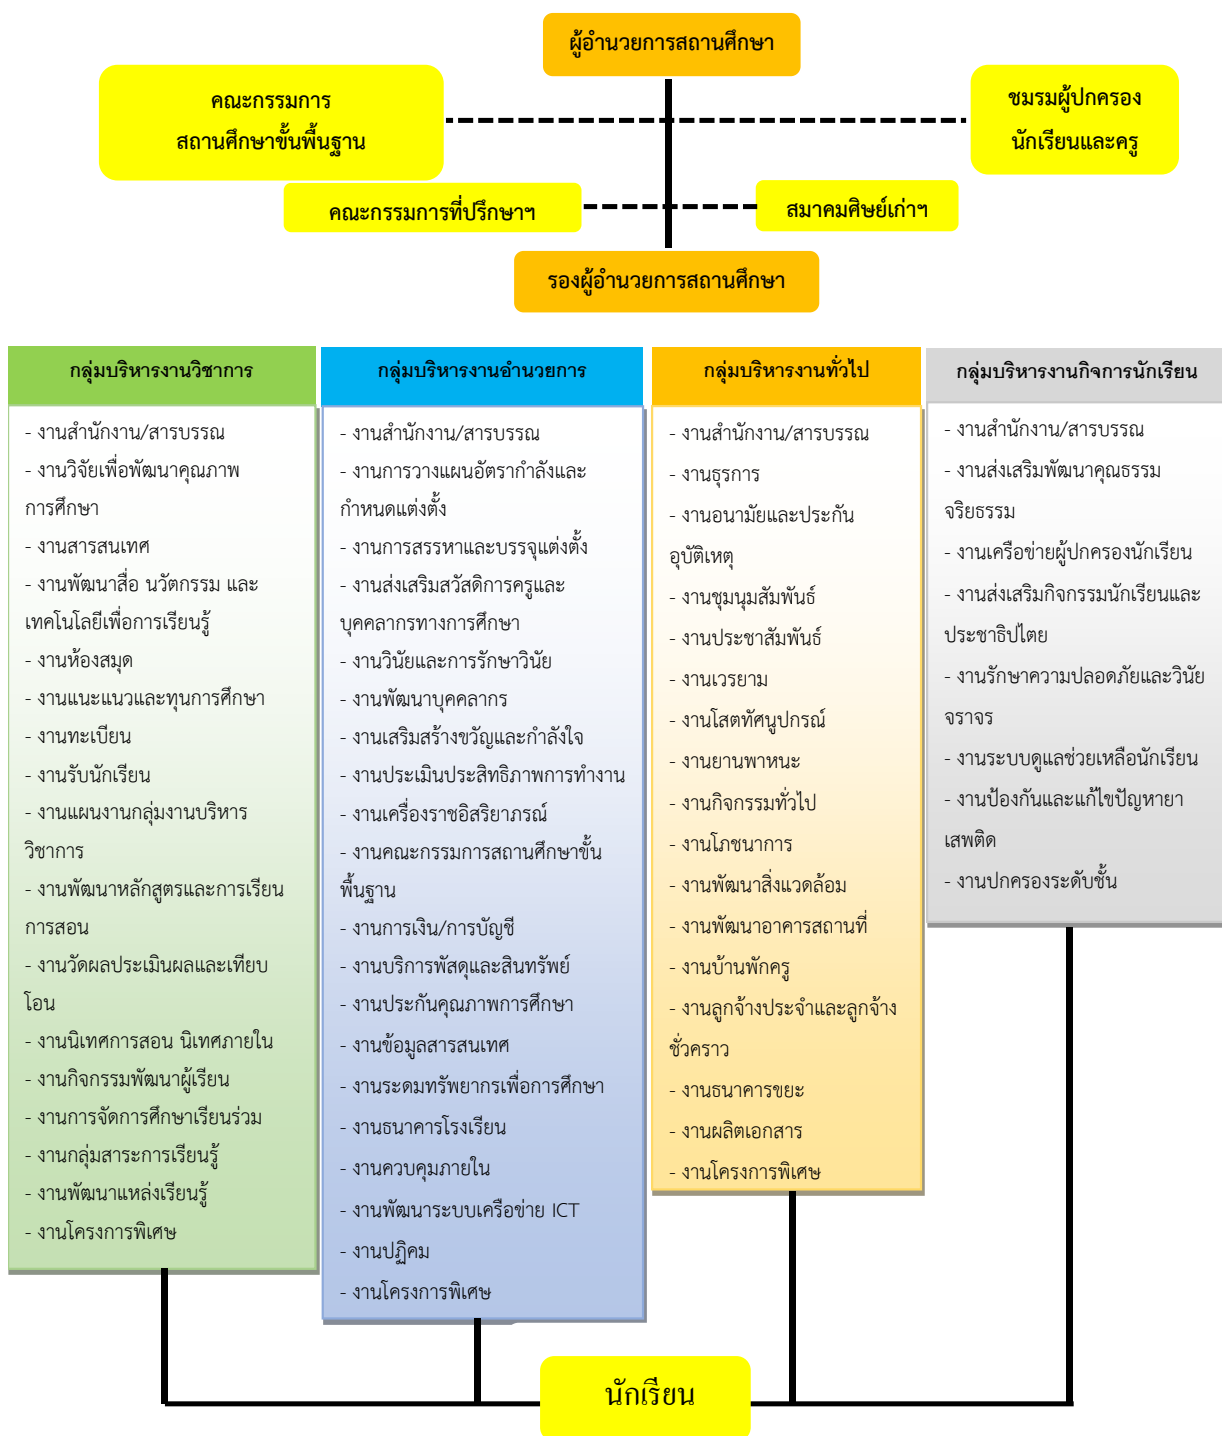 ผู้อำนวยการสถานศึกษา
คณะกรรมการ
สถานศึกษาขั้นพื้นฐาน
ชมรมผู้ปกครอง
นักเรียนและครู
คณะกรรมการที่ปรึกษาฯ
สมาคมศิษย์เก่าฯ
รองผู้อำนวยการสถานศึกษา
กลุ่มบริหารงานวิชาการ
- งานสำนักงาน/สารบรรณ
- งานวิจัยเพื่อพัฒนาคุณภาพ
การศึกษา
- งานสารสนเทศ
- งานพัฒนาสื่อ นวัตกรรม และ
เทคโนโลยีเพื่อการเรียนรู้
- งานห้องสมุด
- งานแนะแนวและทุนการศึกษา
- งานทะเบียน
- งานรับนักเรียน
- งานแผนงานกลุ่มงานบริหาร
วิชาการ
- งานพัฒนาหลักสูตรและการเรียน
การสอน
- งานวัดผลประเมินผลและเทียบ
โอน
- งานนิเทศการสอน นิเทศภายใน
- งานกิจกรรมพัฒนาผู้เรียน
- งานการจัดการศึกษาเรียนร่วม
- งานกลุ่มสาระการเรียนรู้
- งานพัฒนาแหล่งเรียนรู้
- งานโครงการพิเศษ
กลุ่มบริหารงานอำนวยการ
- งานสำนักงาน/สารบรรณ
- งานการวางแผนอัตรากำลังและ
กำหนดแต่งตั้ง
- งานการสรรหาและบรรจุแต่งตั้ง
- งานส่งเสริมสวัสดิการครูและ
บุคคลากรทางการศึกษา
- งานวินัยและการรักษาวินัย
- งานพัฒนาบุคคลากร
- งานเสริมสร้างขวัญและกำลังใจ
- งานประเมินประสิทธิภาพการทำงาน
- งานเครื่องราชอิสริยาภรณ์
- งานคณะกรรมการสถานศึกษาขั้น
พื้นฐาน
- งานการเงิน/การบัญชี
- งานบริการพัสดุและสินทรัพย์
- งานประกันคุณภาพการศึกษา
- งานข้อมูลสารสนเทศ
- งานระดมทรัพยากรเพื่อการศึกษา
- งานธนาคารโรงเรียน
- งานควบคุมภายใน
- งานพัฒนาระบบเครือข่าย ICT
- งานปฏิคม
- งานโครงการพิเศษ
กลุ่มบริหารงานทั่วไป
- งานสำนักงาน/สารบรรณ
- งานธุรการ
- งานอนามัยและประกัน
อุบัติเหตุ
- งานชุมนุมสัมพันธ์
- งานประชาสัมพันธ์
- งานเวรยาม
- งานโสตทัศนูปกรณ์
- งานยานพาหนะ
- งานกิจกรรมทั่วไป
- งานโภชนาการ
- งานพัฒนาสิ่งแวดล้อม
- งานพัฒนาอาคารสถานที่
- งานบ้านพักครู
- งานลูกจ้างประจำและลูกจ้าง
ชั่วคราว
- งานธนาคารขยะ
- งานผลิตเอกสาร
- งานโครงการพิเศษ
กลุ่มบริหารงานกิจการนักเรียน
- งานสำนักงาน/สารบรรณ
- งานส่งเสริมพัฒนาคุณธรรม
จริยธรรม
- งานเครือข่ายผู้ปกครองนักเรียน
- งานส่งเสริมกิจกรรมนักเรียนและ
ประชาธิปไตย
- งานรักษาความปลอดภัยและวินัย
จราจร
- งานระบบดูแลช่วยเหลือนักเรียน
- งานป้องกันและแก้ไขปัญหายา
เสพติด
- งานปกครองระดับชั้น
นักเรียน